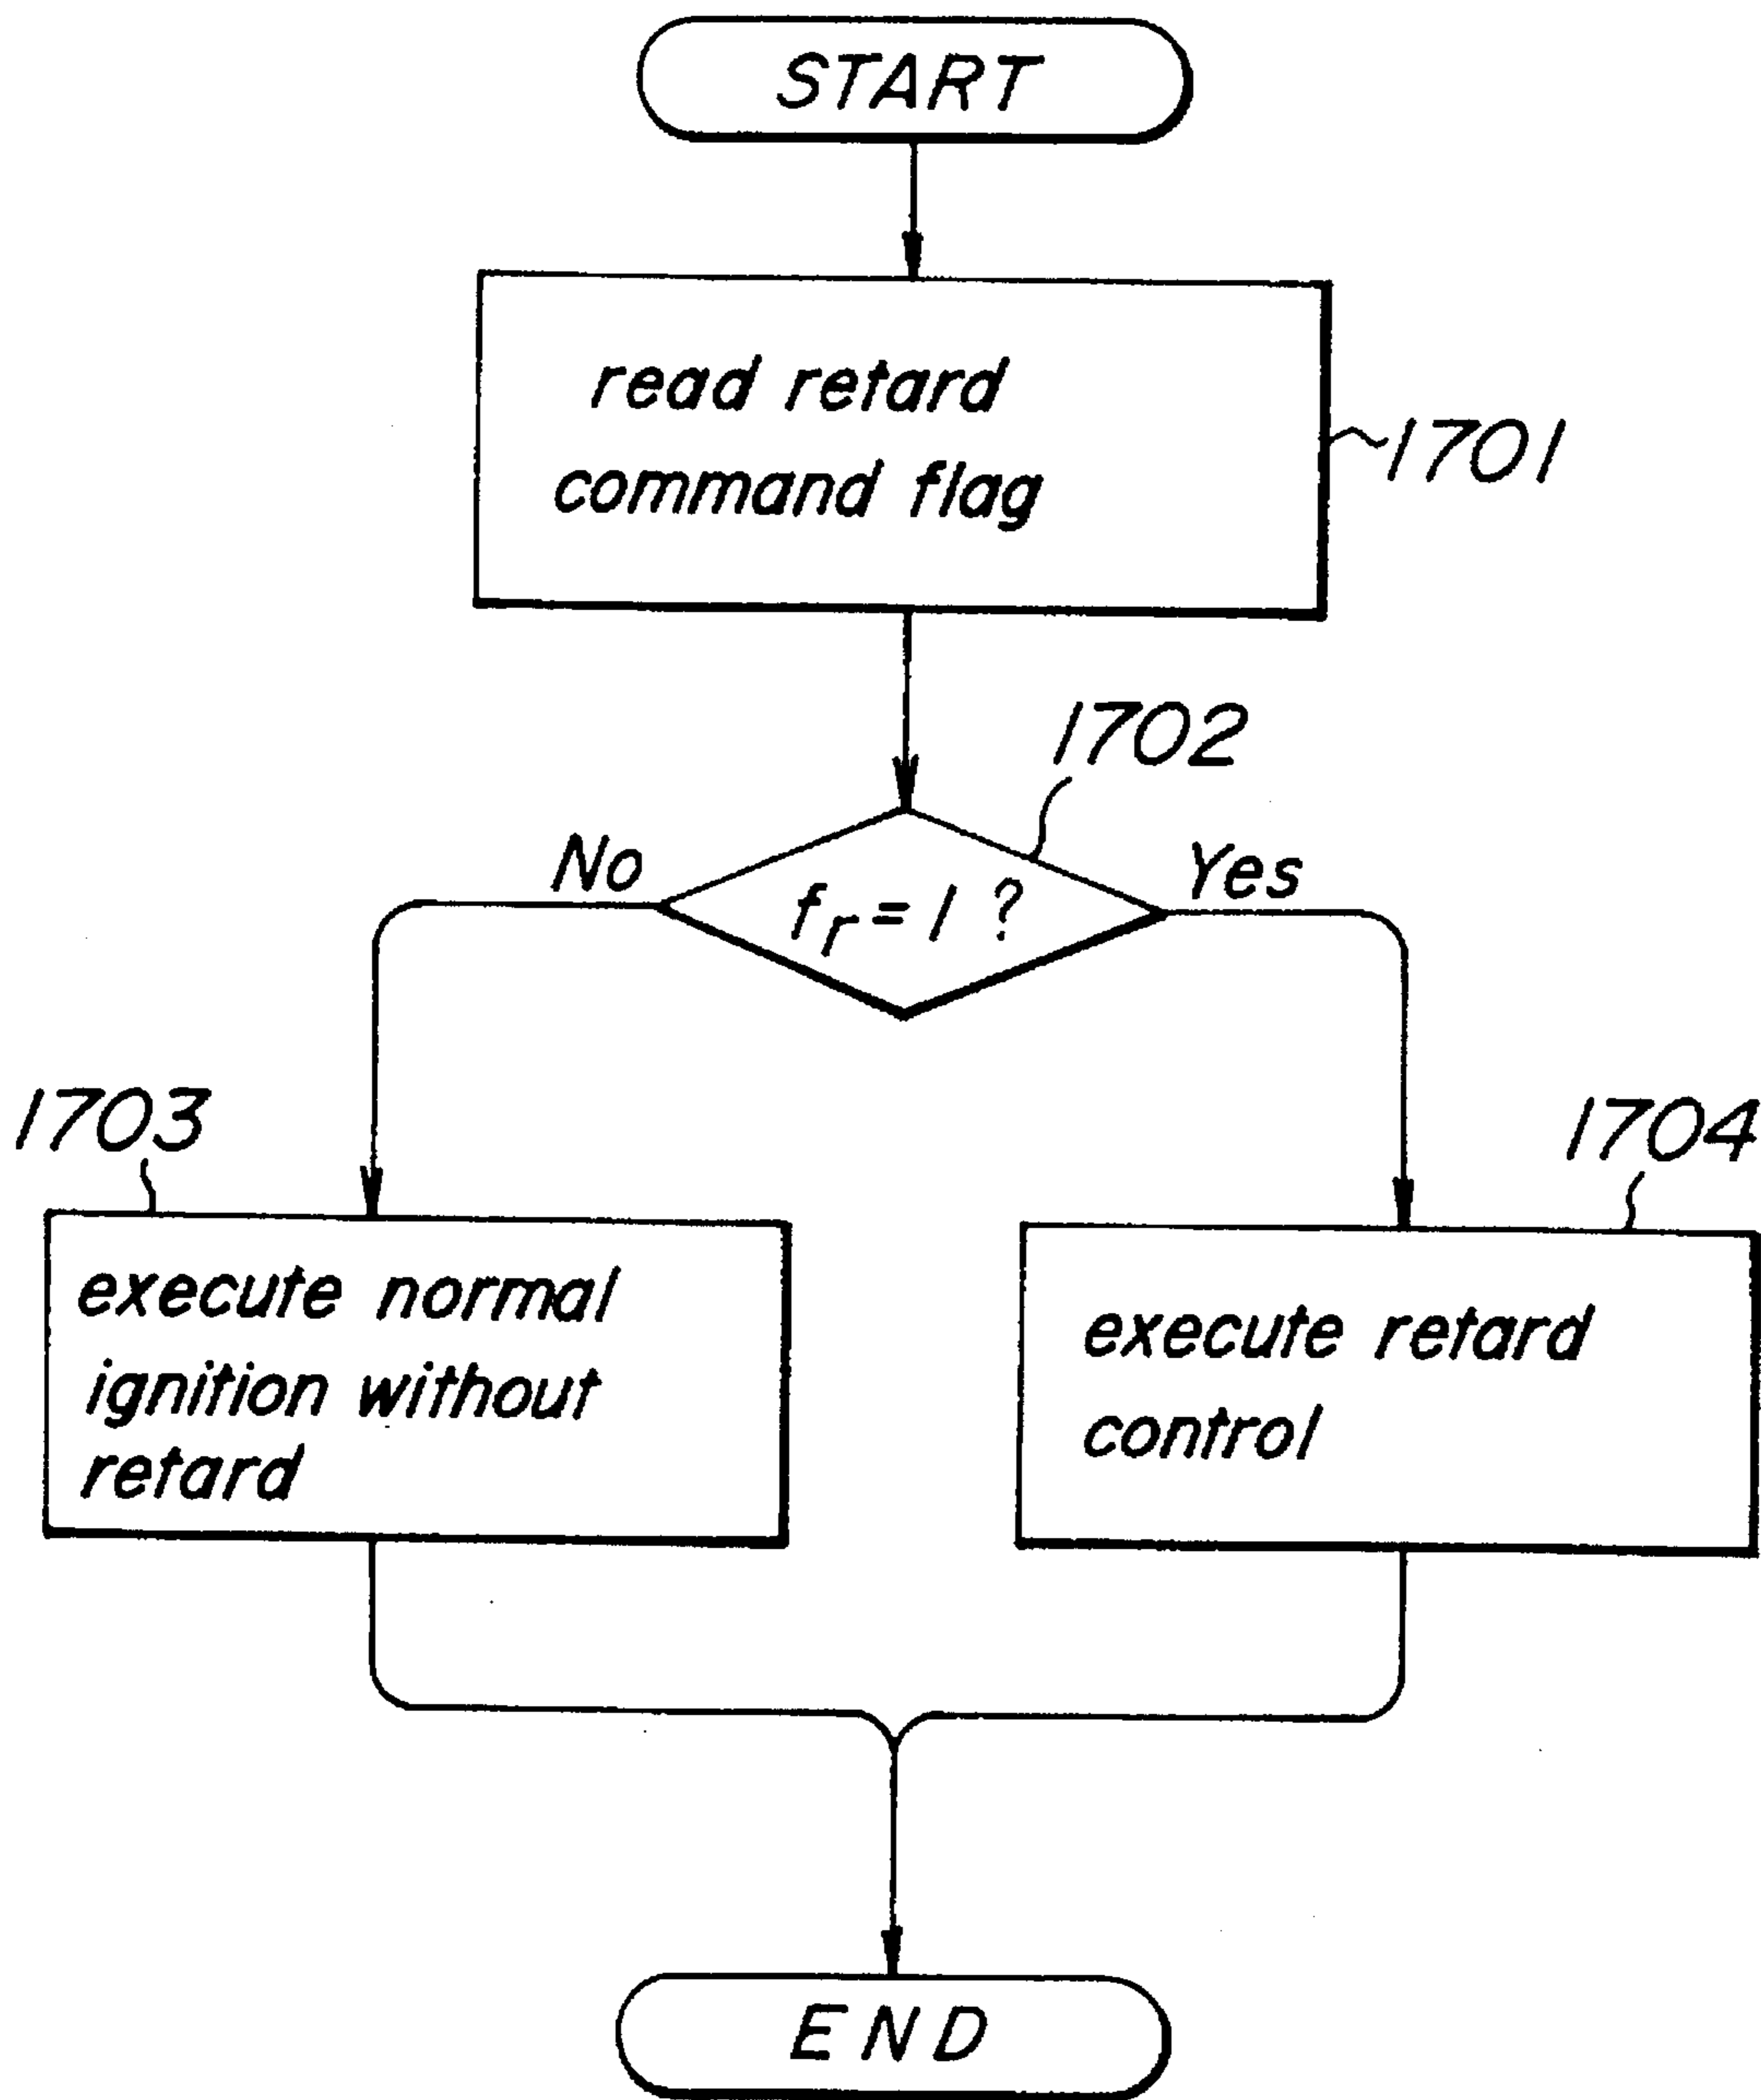 START
read retard
command flag
1701
1702
No
Yes
fr = 1 ?
1703
1704
execute normal
ignition without
retard
execute retard
control
END